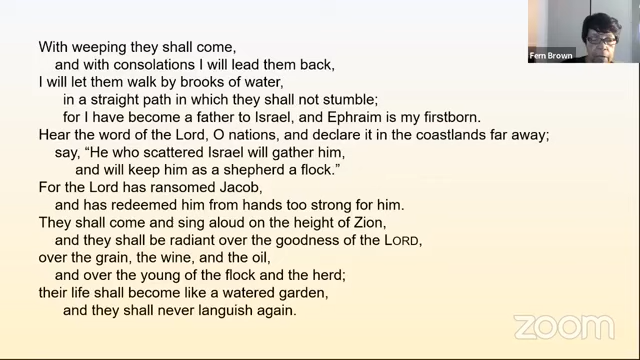 With weeping they shall come,
and with consolations I will lead them back,
I will let them walk by brooks of water,
in a straight path in which they shall not stumble;
for I have become a father to Israel, and Ephraim is my firstborn.
Hear the word of the Lord, O nations, and declare it in the coastlands far away;
say, “He who scattered Israel will gather him,
and will keep him as a shepherd a flock.”
For the Lord has ransomed Jacob,
and has redeemed him from hands too strong for him.
They shall come and sing aloud on the height of Zion,
and they shall be radiant over the goodness of the LORD,
over the grain, the wine, and the oil,
and over the young of the flock and the herd;
their life shall become like a watered garden,
and they shall never languish again.
Fern Brown
zoom